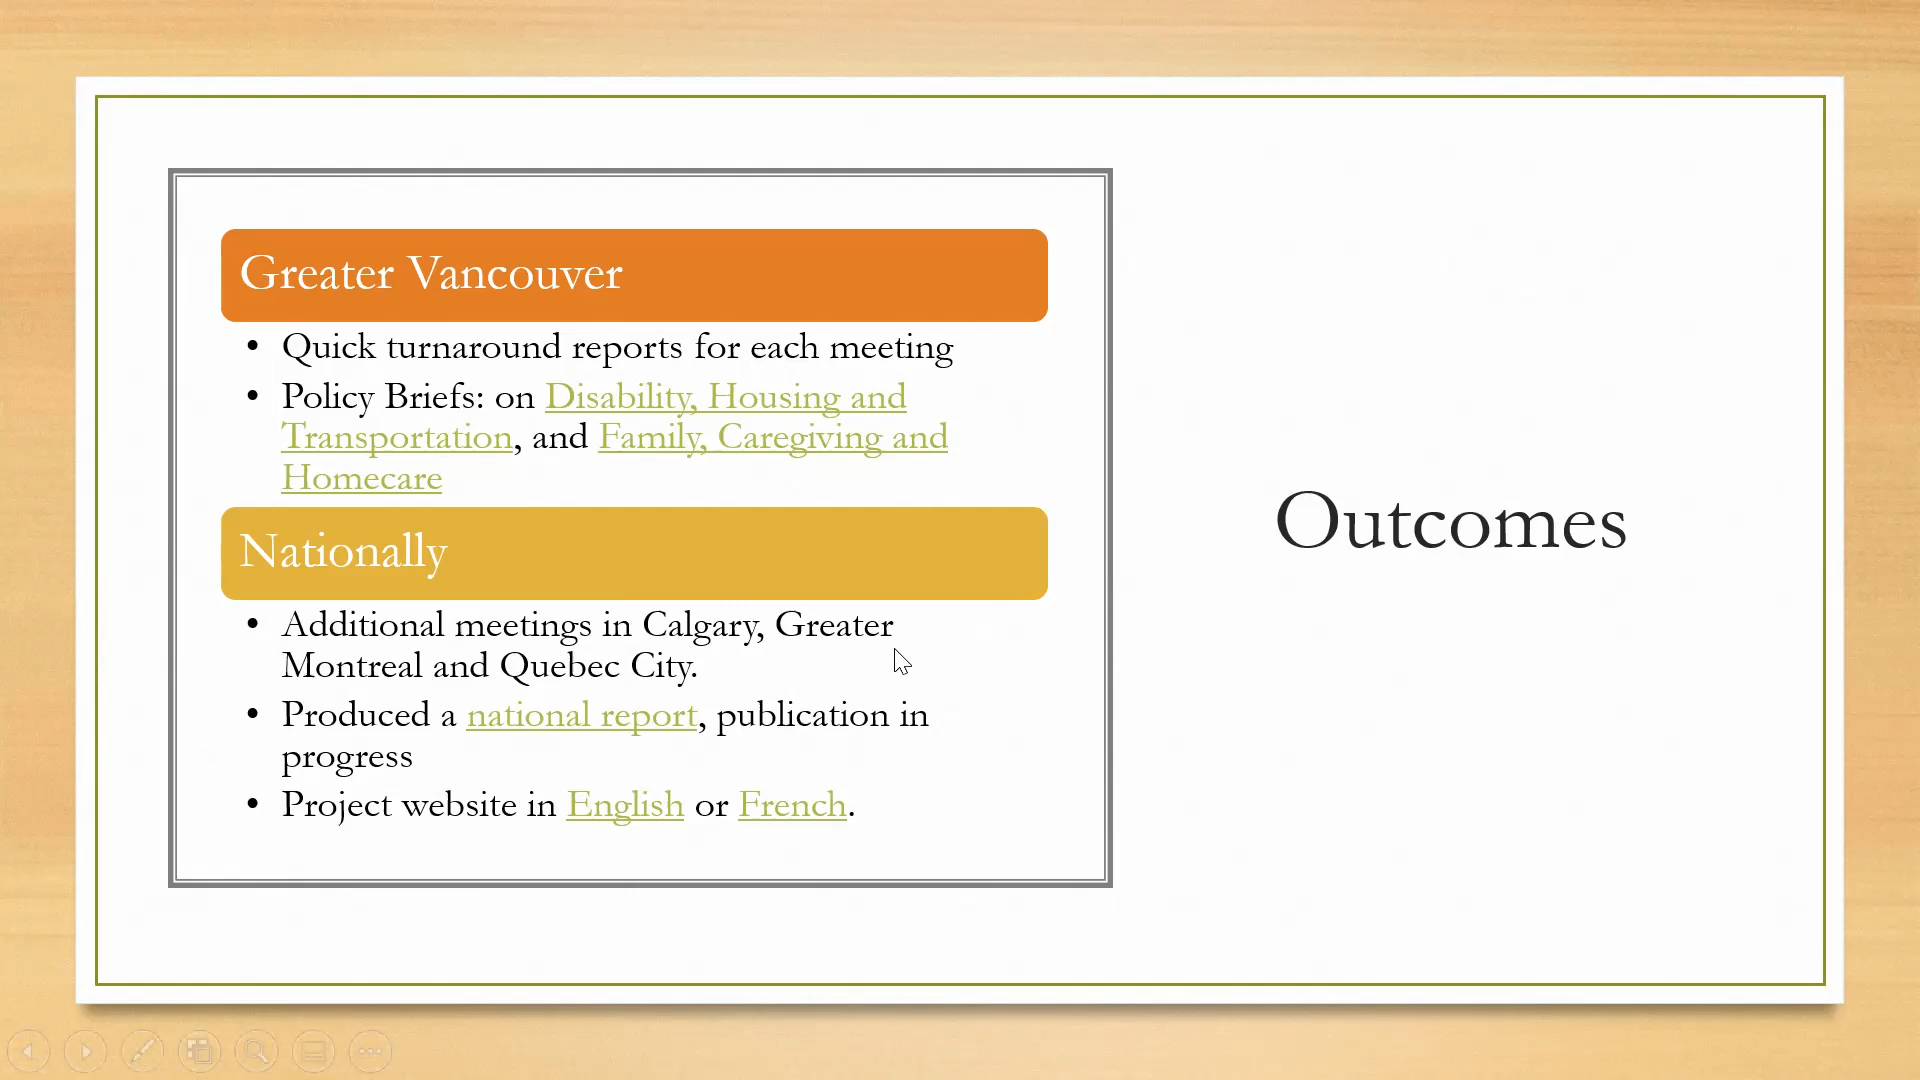 Greater Vancouver
• Quick turnaround reports for each meeting
• Policy Briefs: on Disability, Housing and
Transportation, and Family, Caregiving and
Homecare
Nationally
• Additional meetings in Calgary, Greater
Montreal and Quebec City.
• Produced a national report, publication in
progress
• Project website in English or French.
Outcomes